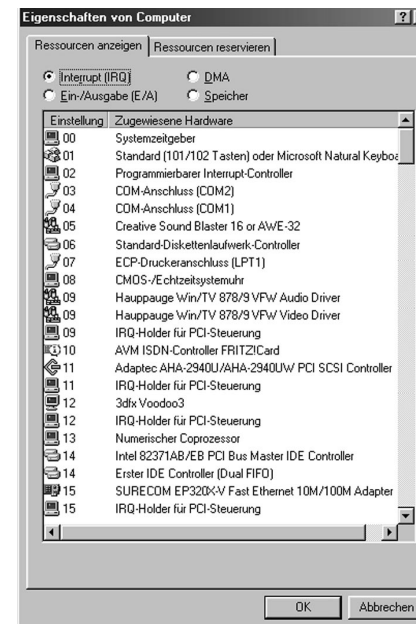 Eigenschaften von Computer
Ressourcen anzeigen Ressourcen reservieren
Interrupt (IRQ) DMA
Ein-/Ausgabe (E/A) Speicher
Einstellung Zugewiesene Hardware
00 Systemzeitgeber
01 Standard (101/102 Tasten) oder Microsoft Natural Keyboa
02 Programmierbarer Interrupt-Controller
03 COM-Anschluss (COM2)
04 COM-Anschluss (COM1)
05 Creative Sound Blaster 16 or AWE-32
06 Standard-Diskettenlaufwerk-Controller
07 ECP-Druckeranschluss (LPT1)
08 CMOS-/Echtzeitsystemuhr
09 Hauppauge Win/TV 878/9 VFW Audio Driver
09 Hauppauge Win/TV 878/9 VFW Video Driver
09 IRQ-Holder für PCI-Steuerung
10 AVM ISDN-Controller FRITZ!Card
11 Adaptec AHA-2940U/AHA-2940UW PCI SCSI Controller
11 IRQ-Holder für PCI-Steuerung
12 3dfx Voodoo3
12 IRQ-Holder für PCI-Steuerung
13 Numerischer Coprozessor
14 Intel 82371AB/EB PCI Bus Master IDE Controller
14 Erster IDE Controller (Dual FIFO)
15 SURECOM EP320X-V Fast Ethernet 10M/100M Adapter
15 IRQ-Holder für PCI-Steuerung
OK Abbrechen